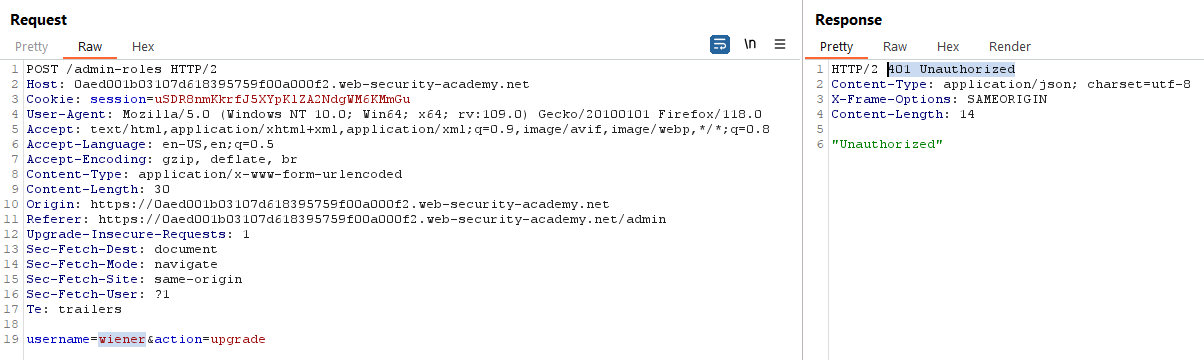 Request
Pretty Raw Hex
\n
1 POST /admin-roles HTTP/2
2 Host: 0aed001b03107d618395759f00a000f2.web-security-academy.net
3 Cookie: session=uSDR8nmKkrfJ5XYpKlZA2NdgWM6KMmGu
4 User-Agent: Mozilla/5.0 (Windows NT 10.0; Win64; x64; rv:109.0) Gecko/20100101 Firefox/118.0
5 Accept: text/html,application/xhtml+xml,application/xml;q=0.9,image/avif,image/webp,*/*;q=0.8
6 Accept-Language: en-US,en;q=0.5
7 Accept-Encoding: gzip, deflate, br
8 Content-Type: application/x-www-form-urlencoded
9 Content-Length: 30
10 Origin: https://0aed001b03107d618395759f00a000f2.web-security-academy.net
11 Referer: https://0aed001b03107d618395759f00a000f2.web-security-academy.net/admin
12 Upgrade-Insecure-Requests: 1
13 Sec-Fetch-Dest: document
14 Sec-Fetch-Mode: navigate
15 Sec-Fetch-Site: same-origin
16 Sec-Fetch-User: ?1
17 Te: trailers
18
19 username=wiener&action=upgrade
Response
Pretty Raw Hex Render
1 HTTP/2 401 Unauthorized
2 Content-Type: application/json; charset=utf-8
3 X-Frame-Options: SAMEORIGIN
4 Content-Length: 14
5
6 "Unauthorized"